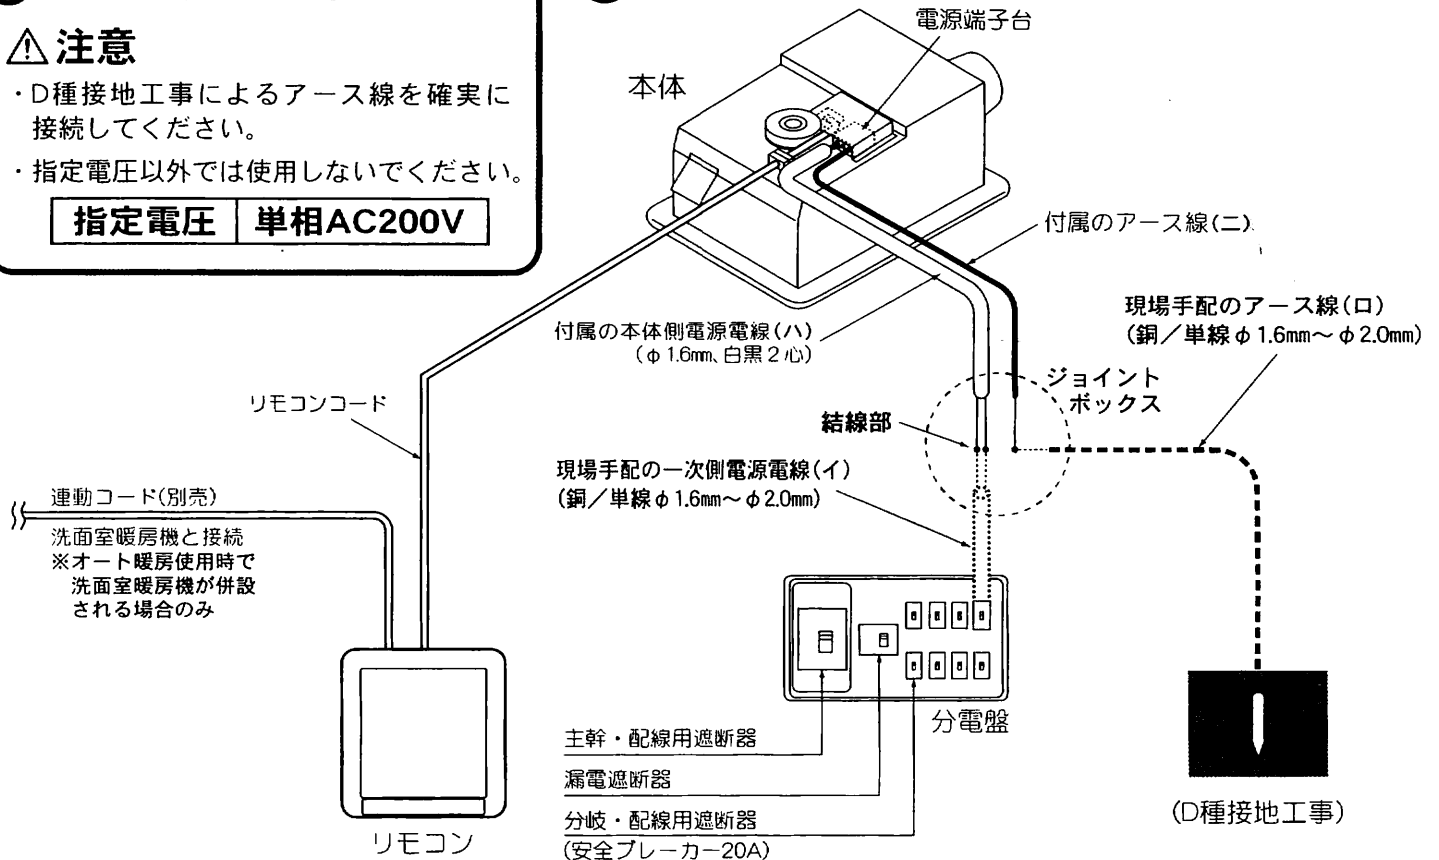 ⚠注意
・D種接地工事によるアース線を確実に
接続してください。
・指定電圧以外では使用しないでください。
指定電圧 単相AC200V
電源端子台
本体
付属のアース線(ニ)
現場手配のアース線(ロ)
(銅／単線φ1.6mm～φ2.0mm)
付属の本体側電源電線(ハ)
(φ1.6mm、白黒2心)
ジョイント
ボックス
リモコンコード
結線部
現場手配の一次側電源電線(イ)
(銅／単線φ1.6mm～φ2.0mm)
連動コード(別売)
洗面室暖房機と接続
※オート暖房使用時で
洗面室暖房機が併設
される場合のみ
分電盤
主幹・配線用遮断器
漏電遮断器
分岐・配線用遮断器
(安全ブレーカー20A)
リモコン
(D種接地工事)